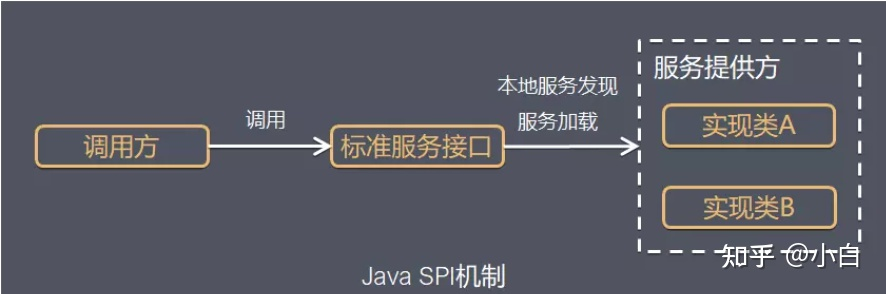 调用方
调用
标准服务接口
本地服务发现
服务加载
服务提供方
实现类A
实现类B
Java SPI机制
知乎 @小白